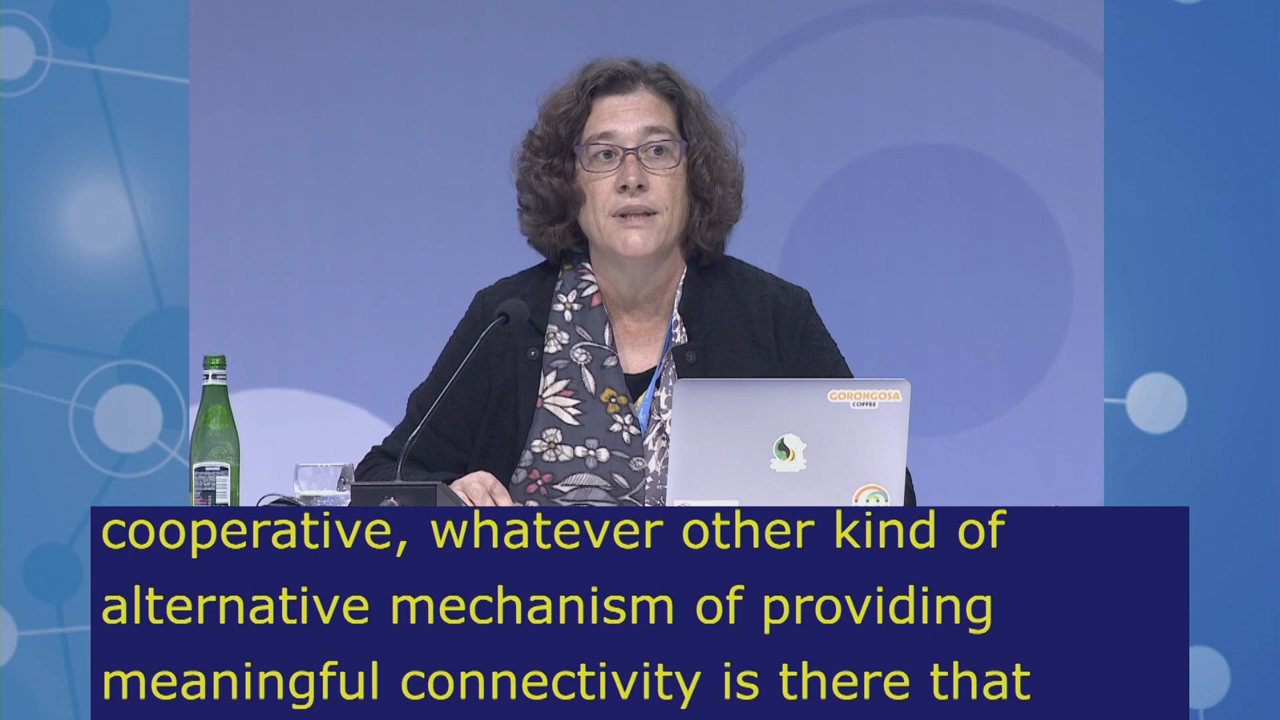 GORONGOSA
COFFEE
cooperative, whatever other kind of
alternative mechanism of providing
meaningful connectivity is there that